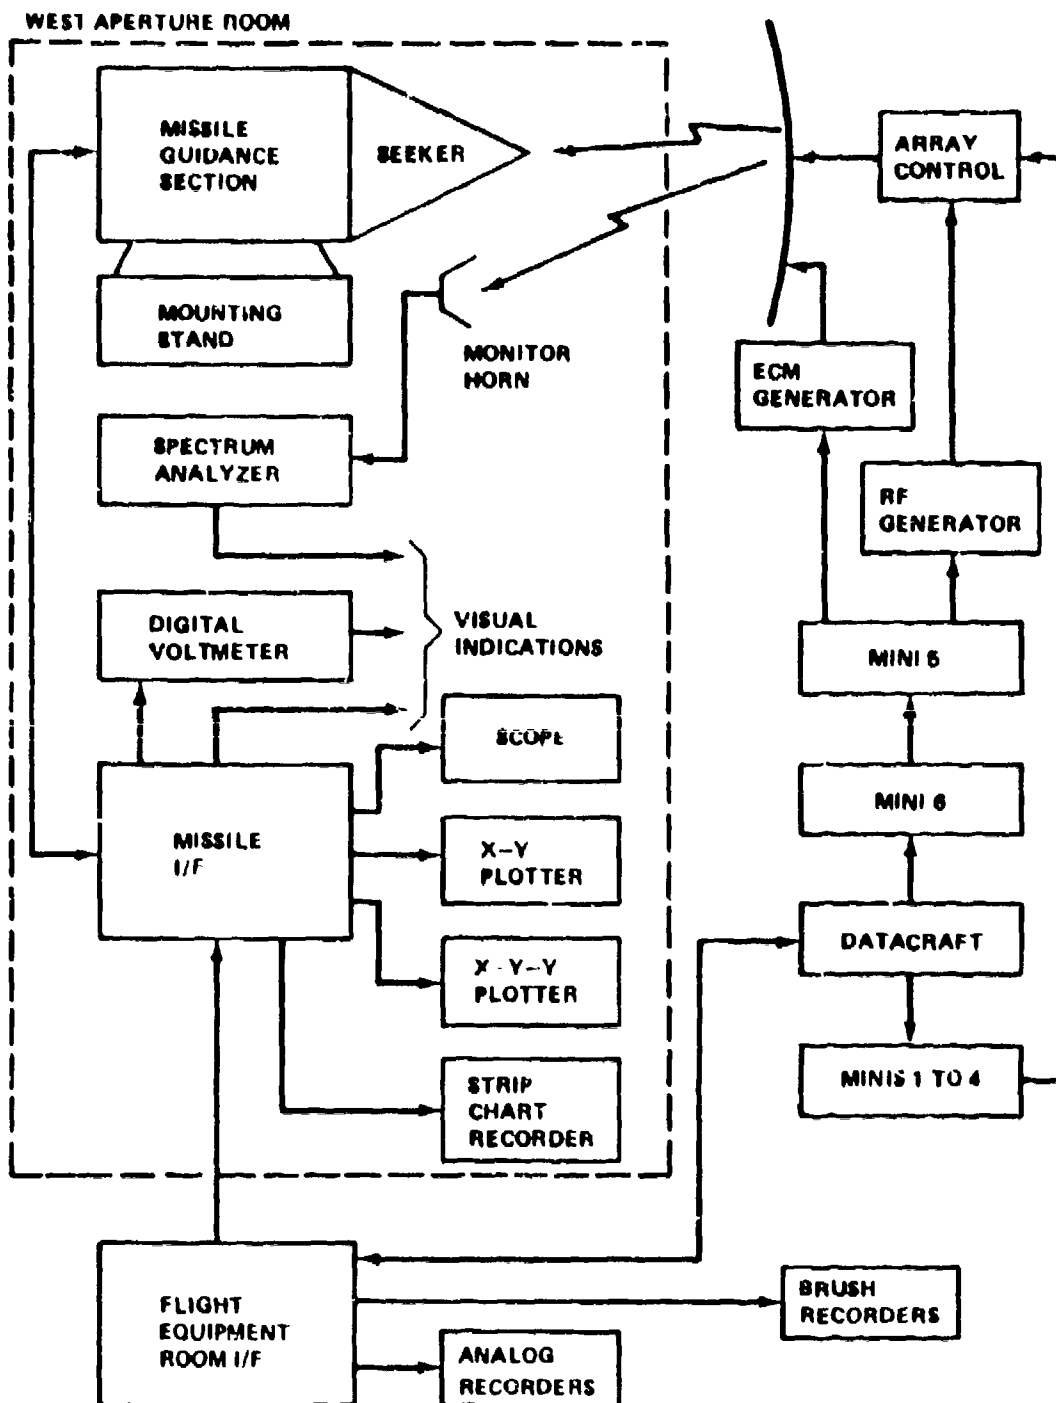 WEST APERTURE ROOM
MISSILE
GUIDANCE
SECTION
SEEKER
ARRAY
CONTROL
MOUNTING
STAND
MONITOR
HORN
ECM
GENERATOR
SPECTRUM
ANALYZER
RF
GENERATOR
DIGITAL
VOLTMETER
VISUAL
INDICATIONS
MINI 5
SCOPE
MINI 6
MISSILE
I/F
X-Y
PLOTTER
DATACRAFT
X-Y-Y
PLOTTER
MINIS 1 TO 4
STRIP
CHART
RECORDER
FLIGHT
EQUIPMENT
ROOM I/F
BRUSH
RECORDERS
ANALOG
RECORDERS